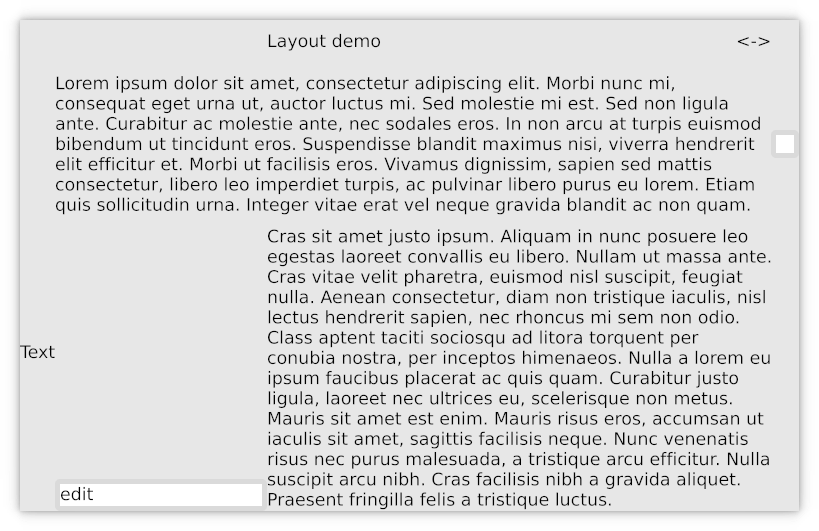 Layout demo
<->
Lorem ipsum dolor sit amet, consectetur adipiscing elit. Morbi nunc mi,
consequat eget urna ut, auctor luctus mi. Sed molestie mi est. Sed non ligula
ante. Curabitur ac molestie ante, nec sodales eros. In non arcu at turpis euismod
bibendum ut tincidunt eros. Suspendisse blandit maximus nisi, viverra hendrerit
elit efficitur et. Morbi ut facilisis eros. Vivamus dignissim, sapien sed mattis
consectetur, libero leo imperdiet turpis, ac pulvinar libero purus eu lorem. Etiam
quis sollicitudin urna. Integer vitae erat vel neque gravida blandit ac non quam.
Cras sit amet justo ipsum. Aliquam in nunc posuere leo
egestas laoreet convallis eu libero. Nullam ut massa ante.
Cras vitae velit pharetra, euismod nisl suscipit, feugiat
nulla. Aenean consectetur, diam non tristique iaculis, nisl
lectus hendrerit sapien, nec rhoncus mi sem non odio.
Class aptent taciti sociosqu ad litora torquent per
conubia nostra, per inceptos himenaeos. Nulla a lorem eu
ipsum faucibus placerat ac quis quam. Curabitur justo
ligula, laoreet nec ultrices eu, scelerisque non metus.
Mauris sit amet est enim. Mauris risus eros, accumsan ut
iaculis sit amet, sagittis facilisis neque. Nunc venenatis
risus nec purus malesuada, a tristique arcu efficitur. Nulla
suscipit arcu nibh. Cras facilisis nibh a gravida aliquet.
Praesent fringilla felis a tristique luctus.
Text
edit